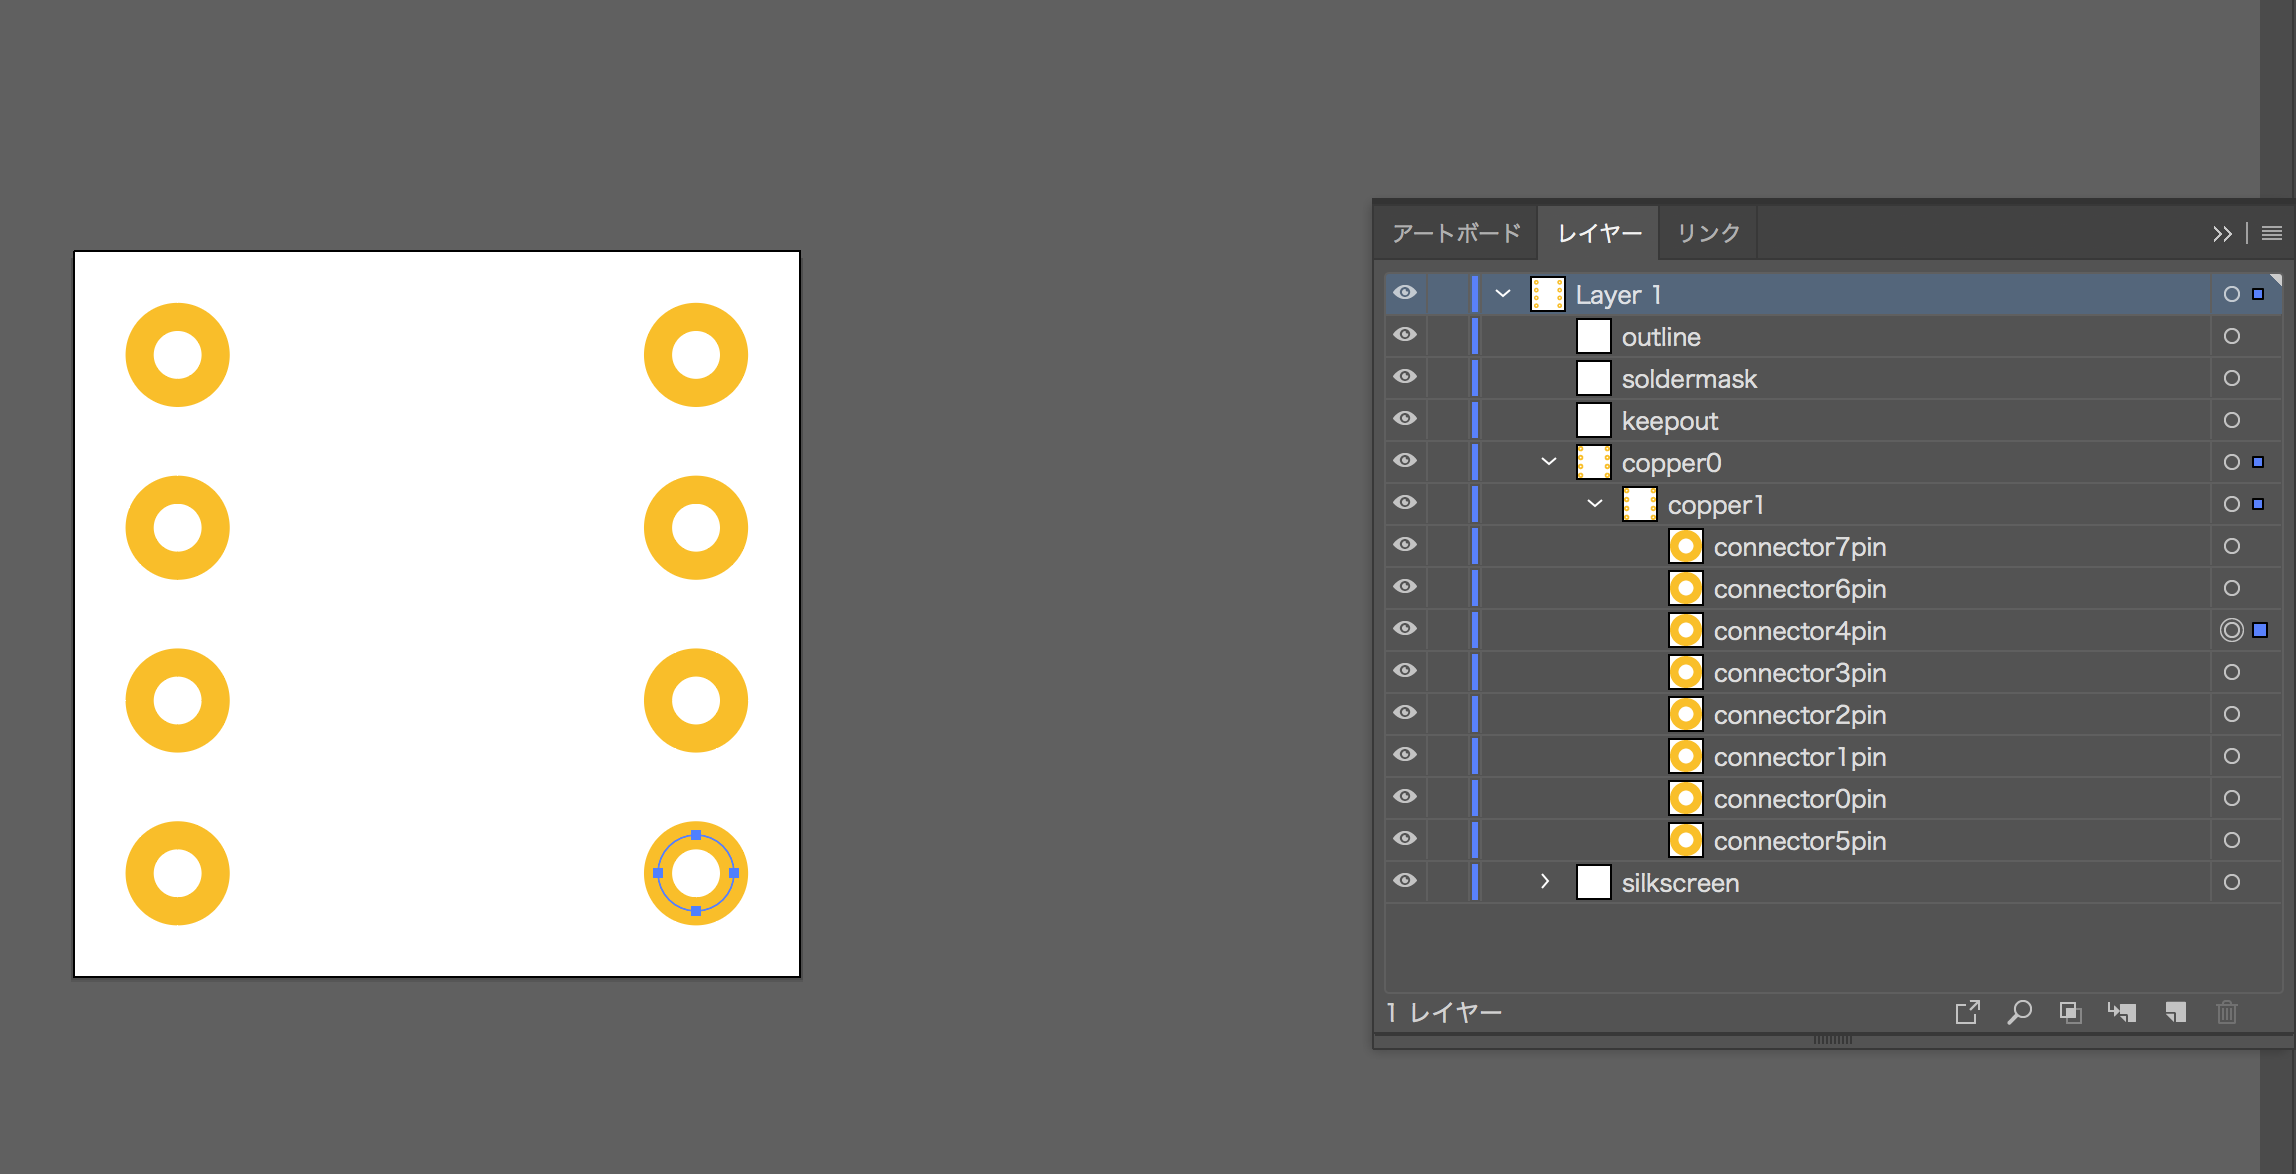 アートボード レイヤー リンク
Layer 1
outline
soldermask
keepout
copper0
copper1
connector7pin
connector6pin
connector4pin
connector3pin
connector2pin
connector1pin
connector0pin
connector5pin
silkscreen
1 レイヤー